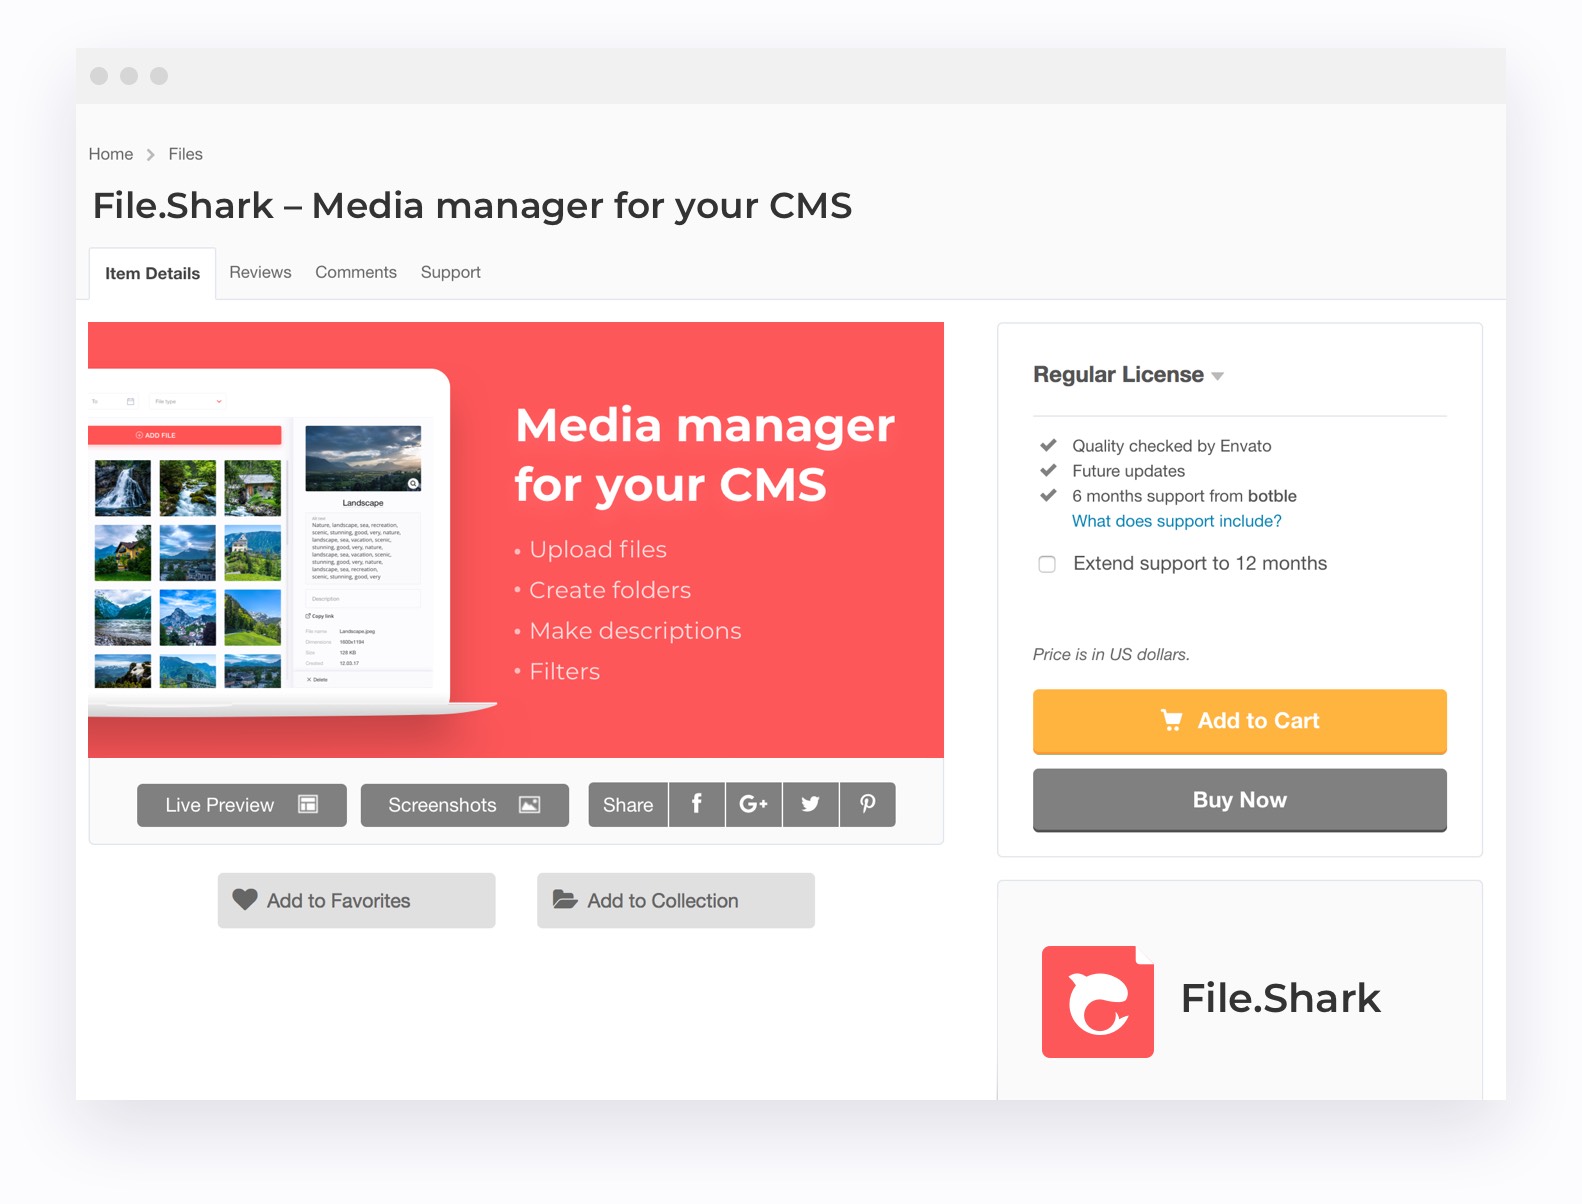 Home > Files
File.Shark – Media manager for your CMS
Item Details Reviews Comments Support
To
File type
ADD FILE
Landscape
Nature, landscape, sea, recreation,
scenic, stunning, good, very, nature,
landscape, sea, vacation, scenic,
stunning, good, very, nature,
landscape, sea, vacation, scenic,
stunning, good, very, nature,
landscape, sea, recreation,
scenic, stunning, good, very
Description
Copy link
File name Landscape.jpeg
Dimensions 1600x1194
Size 128 KB
Created 12.03.17
Delete
Media manager
for your CMS
• Upload files
• Create folders
• Make descriptions
• Filters
Live Preview
Screenshots
Share
Add to Favorites
Add to Collection
Regular License
Quality checked by Envato
Future updates
6 months support from botble
What does support include?
Extend support to 12 months
Price is in US dollars.
Add to Cart
Buy Now
File.Shark